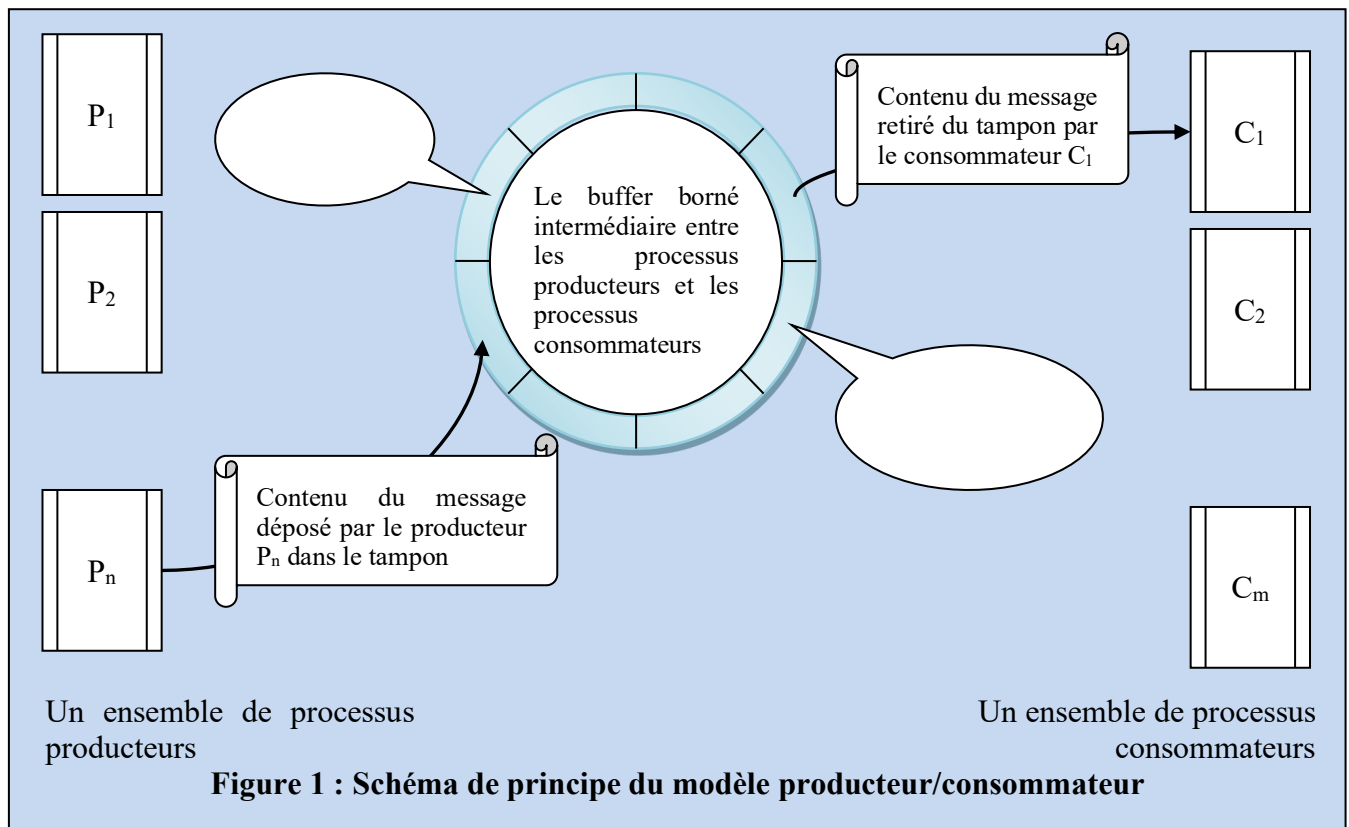 P₁
P₂
Pₙ
Le buffer borné
intermédiaire entre
les processus
producteurs et les
processus
consommateurs
Contenu du message
retiré du tampon par
le consommateur C₁
Contenu du message
déposé par le producteur
Pₙ dans le tampon
C₁
C₂
Cₘ
Un ensemble de processus
producteurs
Un ensemble de processus
consommateurs
Figure 1 : Schéma de principe du modèle producteur/consommateur